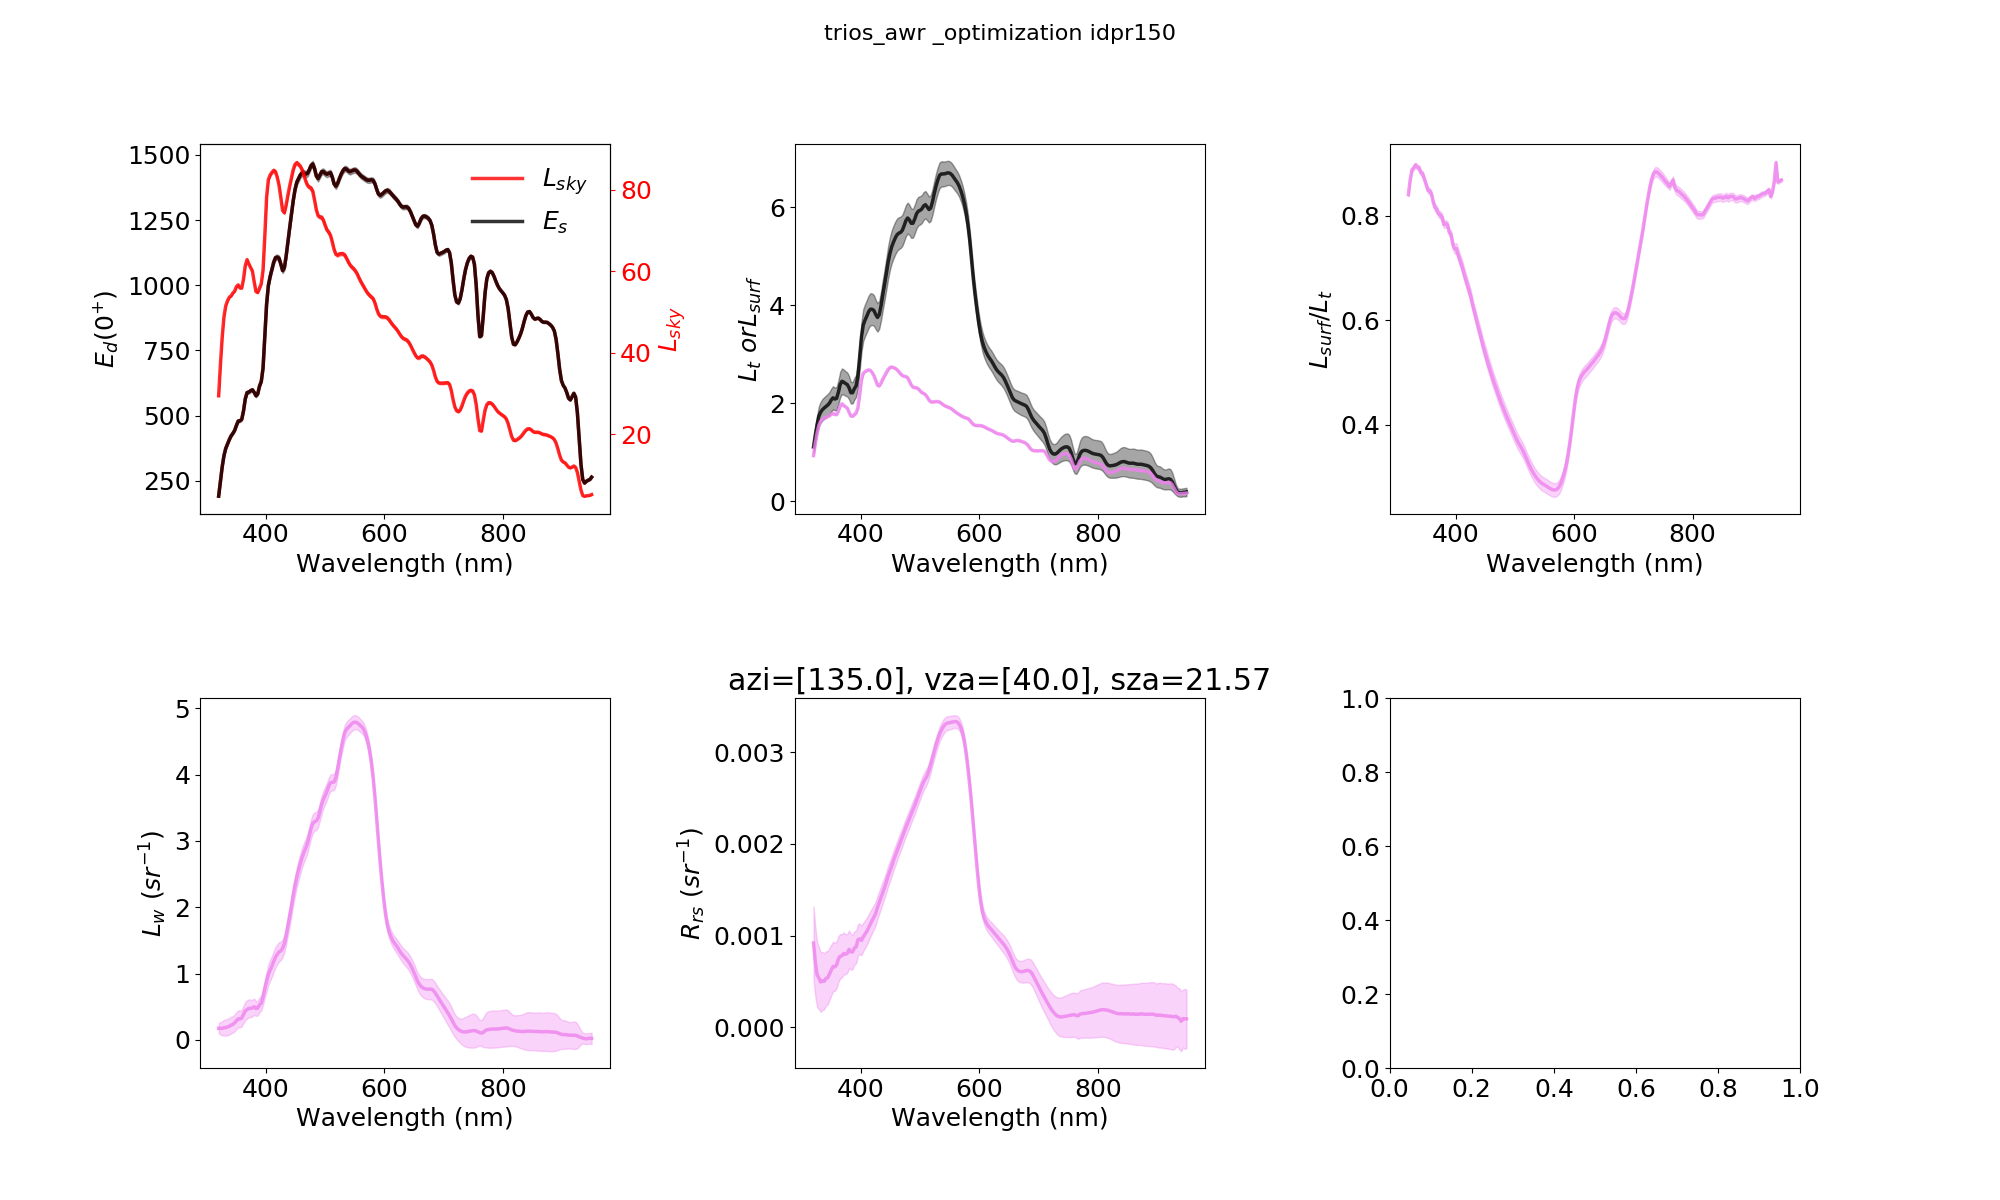 trios_awr _optimization idpr150
1500
1250
1000
750
500
250
E_d(0^+)
L_sky
E_s
80
60
40
20
L_sky
400 600 800
Wavelength (nm)
6
4
2
0
L_t orL_surf
400 600 800
Wavelength (nm)
0.8
0.6
0.4
L_surf/L_t
400 600 800
Wavelength (nm)
5
4
3
2
1
0
L_w (sr^−1)
400 600 800
Wavelength (nm)
azi=[135.0], vza=[40.0], sza=21.57
0.003
0.002
0.001
0.000
R_rs (sr^−1)
400 600 800
Wavelength (nm)
1.0
0.8
0.6
0.4
0.2
0.0
0.0 0.2 0.4 0.6 0.8 1.0